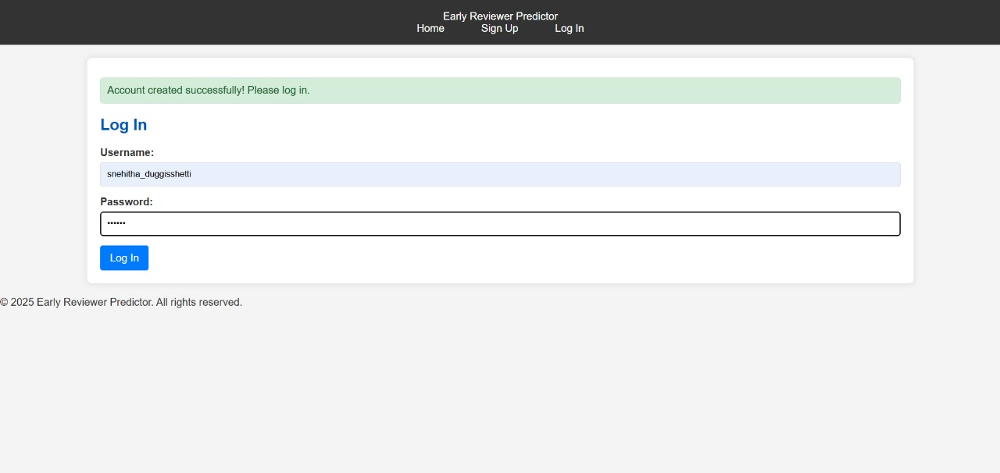 Early Reviewer Predictor
Home Sign Up Log In
Account created successfully! Please log in.
Log In
Username:
snehitha_duggisshetti
Password:
••••••
Log In
© 2025 Early Reviewer Predictor. All rights reserved.